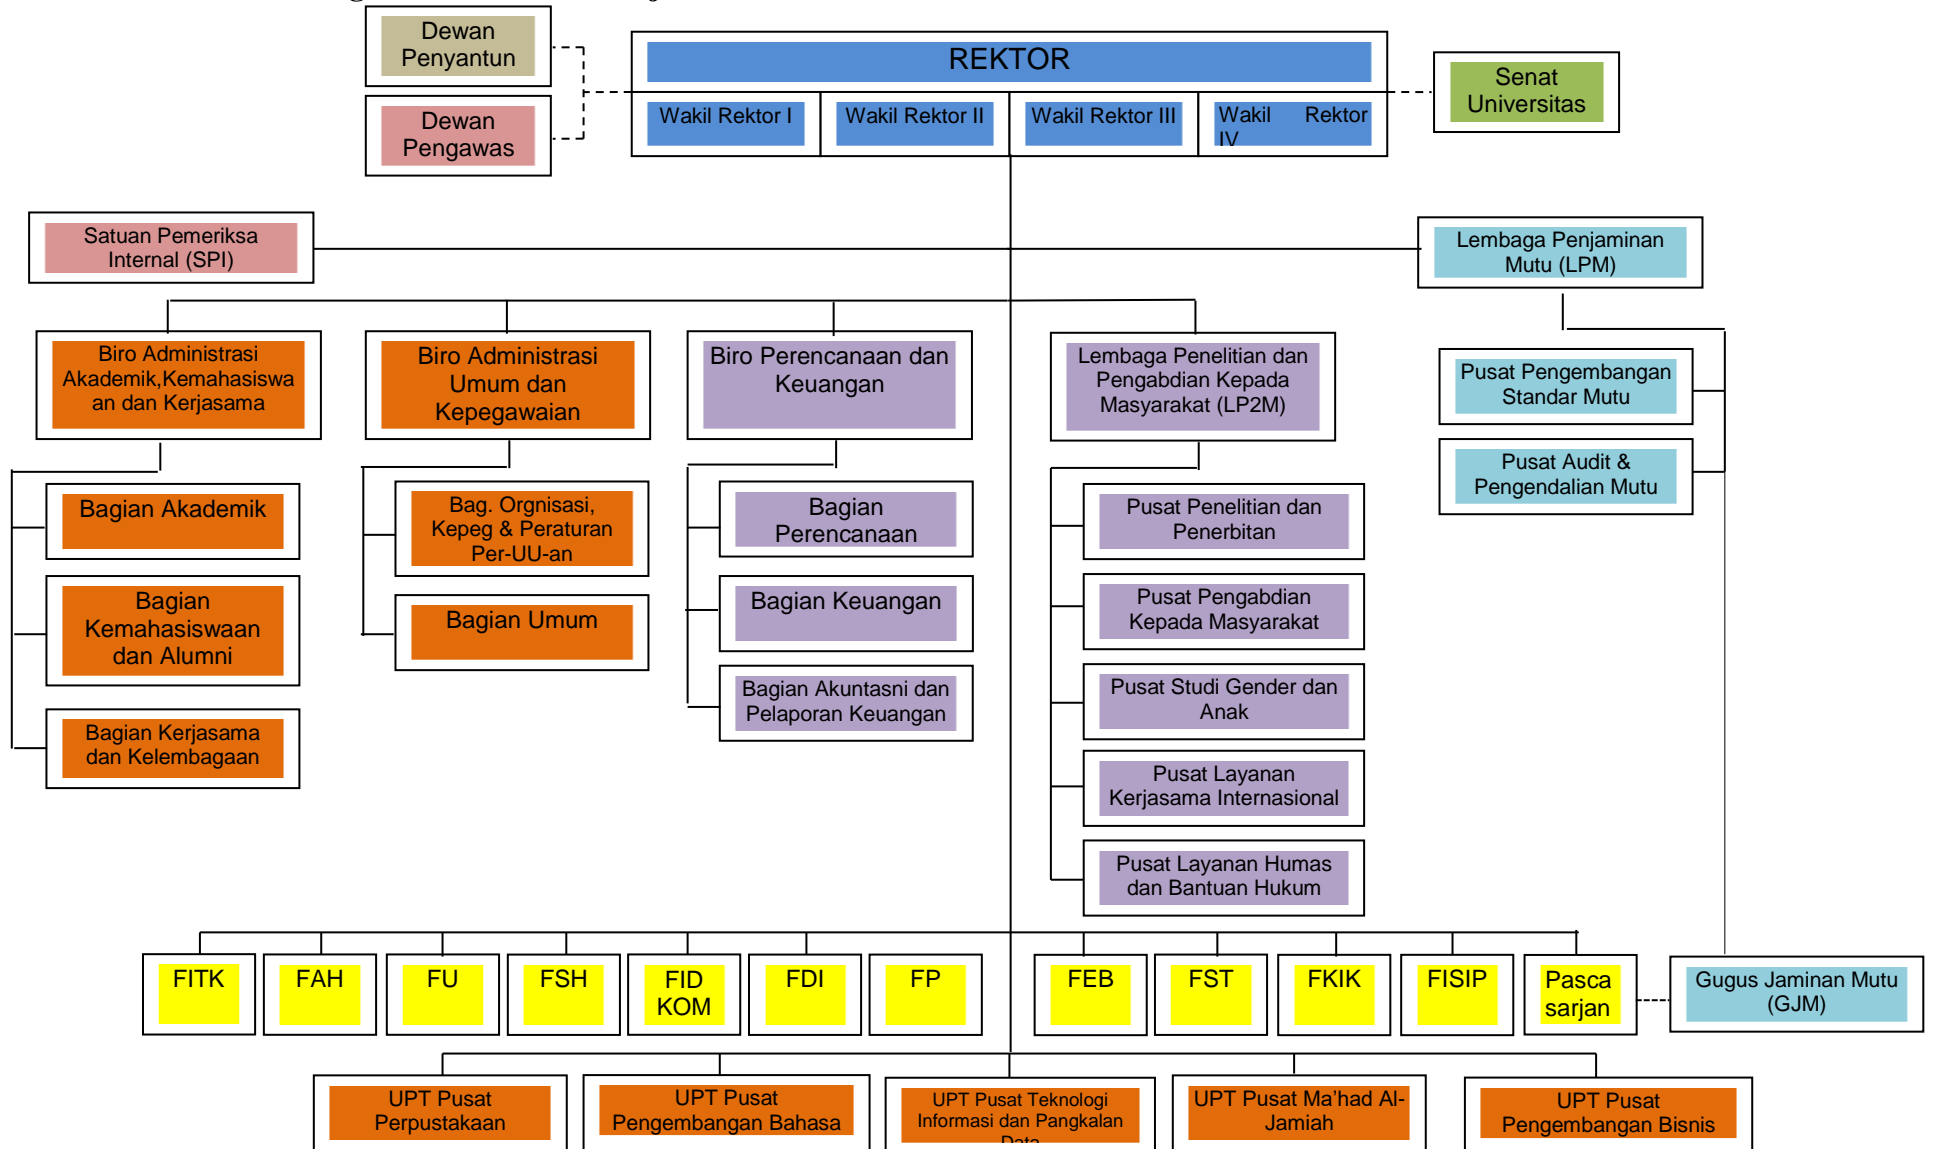 Dewan
Penyantun
REKTOR
Senat
Universitas
Wakil Rektor I
Wakil Rektor II
Wakil Rektor III
Wakil Rektor
IV
Dewan
Pengawas
Satuan Pemeriksa
Internal (SPI)
Lembaga Penjaminan
Mutu (LPM)
Biro Administrasi
Akademik,Kemahasiswa
an dan Kerjasama
Biro Administrasi
Umum dan
Kepegawaian
Biro Perencanaan dan
Keuangan
Lembaga Penelitian dan
Pengabdian Kepada
Masyarakat (LP2M)
Pusat Pengembangan
Standar Mutu
Pusat Audit &
Pengendalian Mutu
Bagian Akademik
Bagian
Kemahasiswaan
dan Alumni
Bagian Kerjasama
dan Kelembagaan
Bag. Orgnisasi,
Kepeg & Peraturan
Per-UU-an
Bagian Umum
Bagian
Perencanaan
Bagian Keuangan
Bagian Akuntasni dan
Pelaporan Keuangan
Pusat Penelitian dan
Penerbitan
Pusat Pengabdian
Kepada Masyarakat
Pusat Studi Gender dan
Anak
Pusat Layanan
Kerjasama Internasional
Pusat Layanan Humas
dan Bantuan Hukum
FITK
FAH
FU
FSH
FID
KOM
FDI
FP
FEB
FST
FKIK
FISIP
Pasca
sarjan
Gugus Jaminan Mutu
(GJM)
UPT Pusat
Perpustakaan
UPT Pusat
Pengembangan Bahasa
UPT Pusat Teknologi
Informasi dan Pangkalan
Data
UPT Pusat Ma’had Al-
Jamiah
UPT Pusat
Pengembangan Bisnis